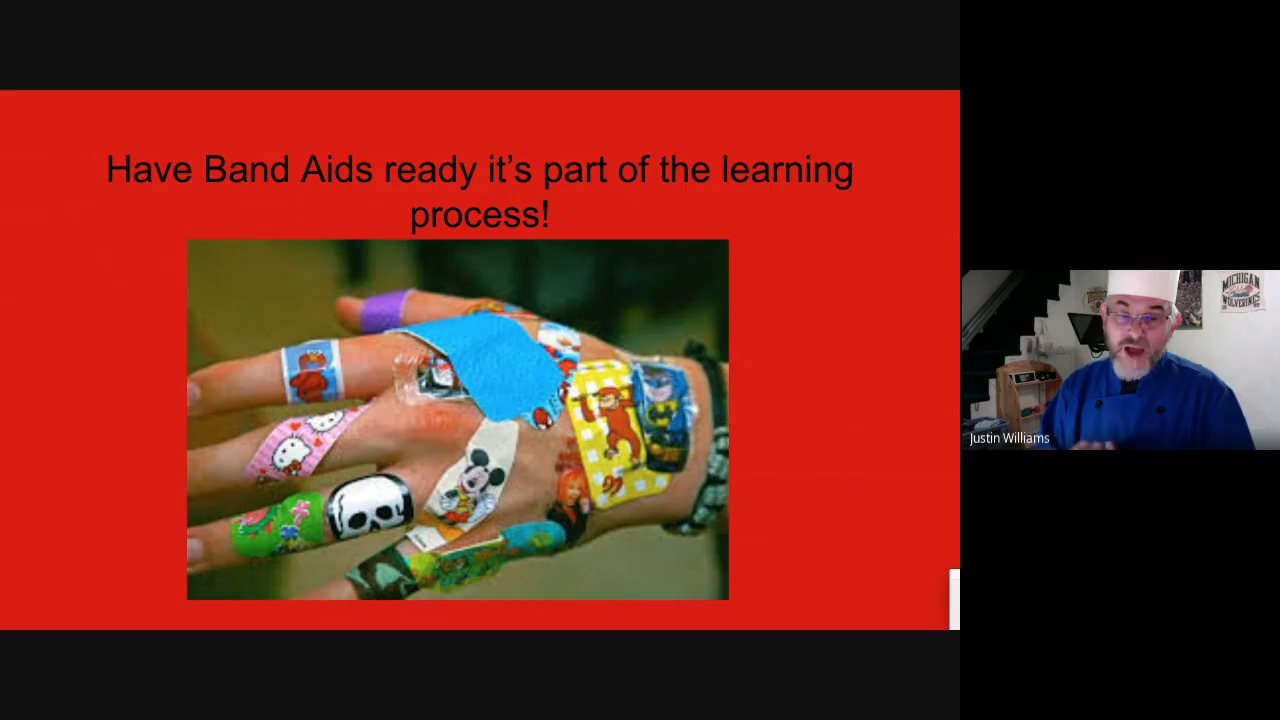 Have Band Aids ready it’s part of the learning
process!
MICHIGAN
WOLVERINES
Justin Williams